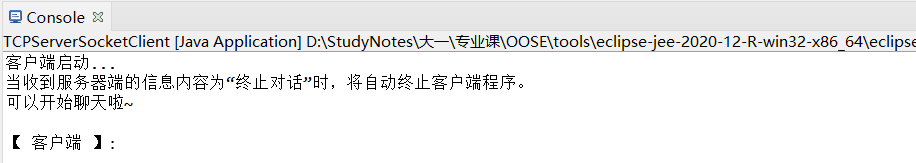 Console
TCPServerSocketClient [Java Application] D:\StudyNotes\大一\专业课\OOSE\tools\eclipse-jee-2020-12-R-win32-x86_64\eclipse
客户端启动...
当收到服务器端的信息内容为“终止对话”时，将自动终止客户端程序。
可以开始聊天啦~
【 客户端 】: